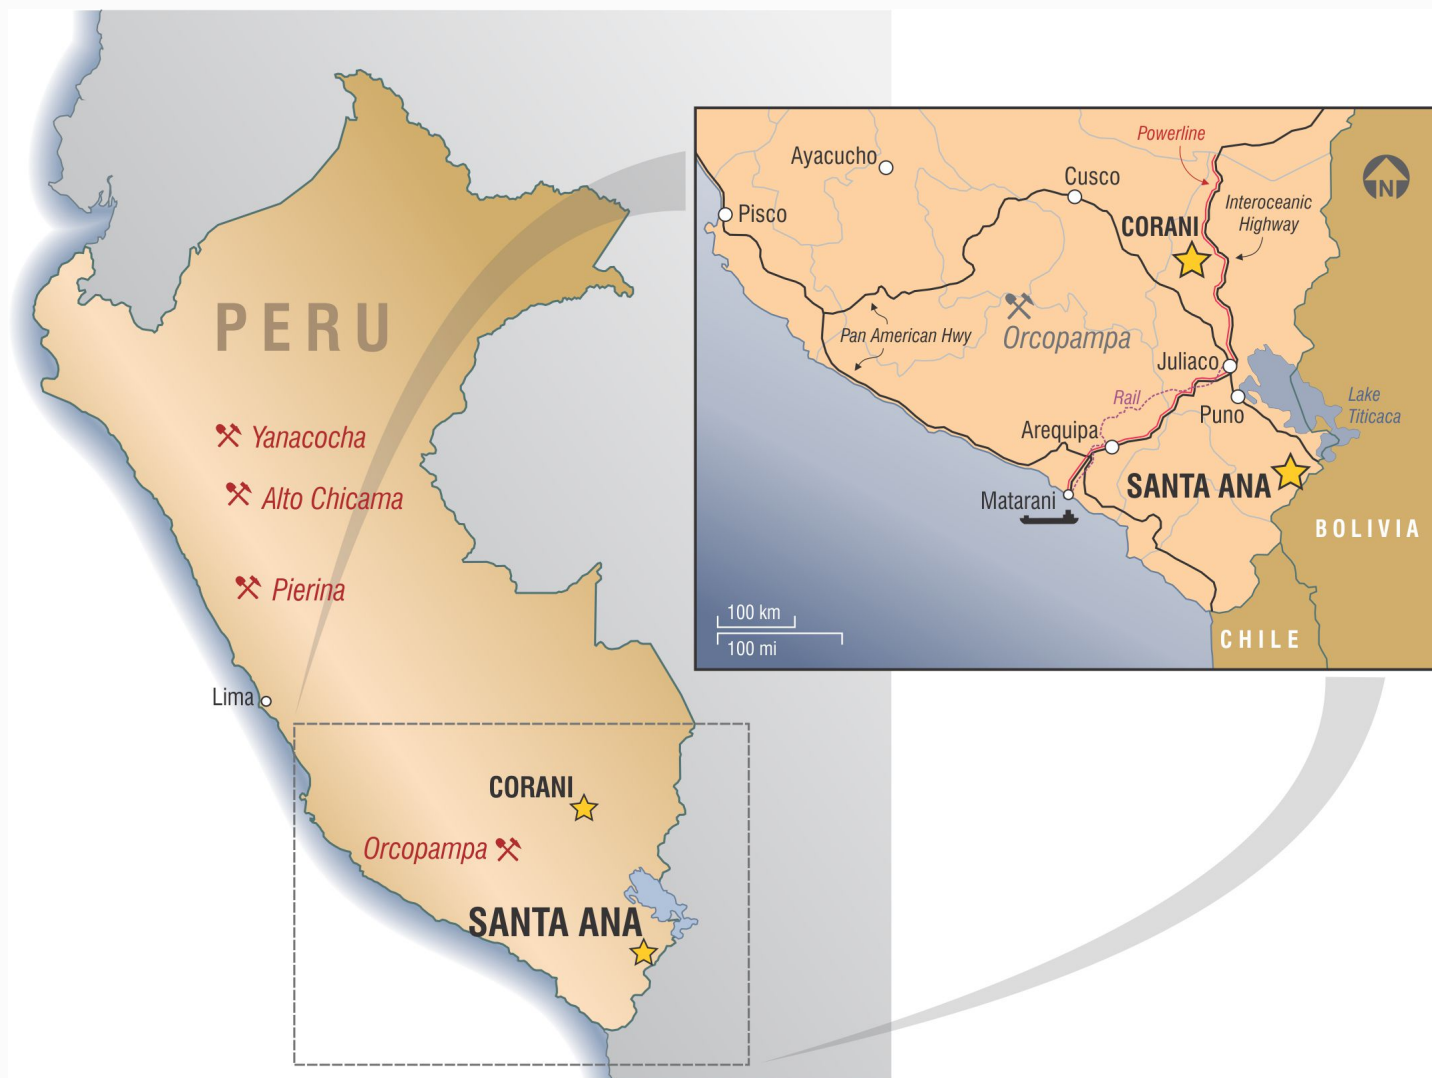 PERU
Yanacocha
Alto Chicama
Pierina
Lima
CORANI
Orcopampa
SANTA ANA
Powerline
Ayacucho
Cusco
Pisco
Interoceanic
Highway
CORANI
Pan American Hwy
Orcopampa
Juliaco
Rail
Puno
Lake
Titicaca
Arequipa
SANTA ANA
Matarani
BOLIVIA
100 km
100 mi
CHILE
N